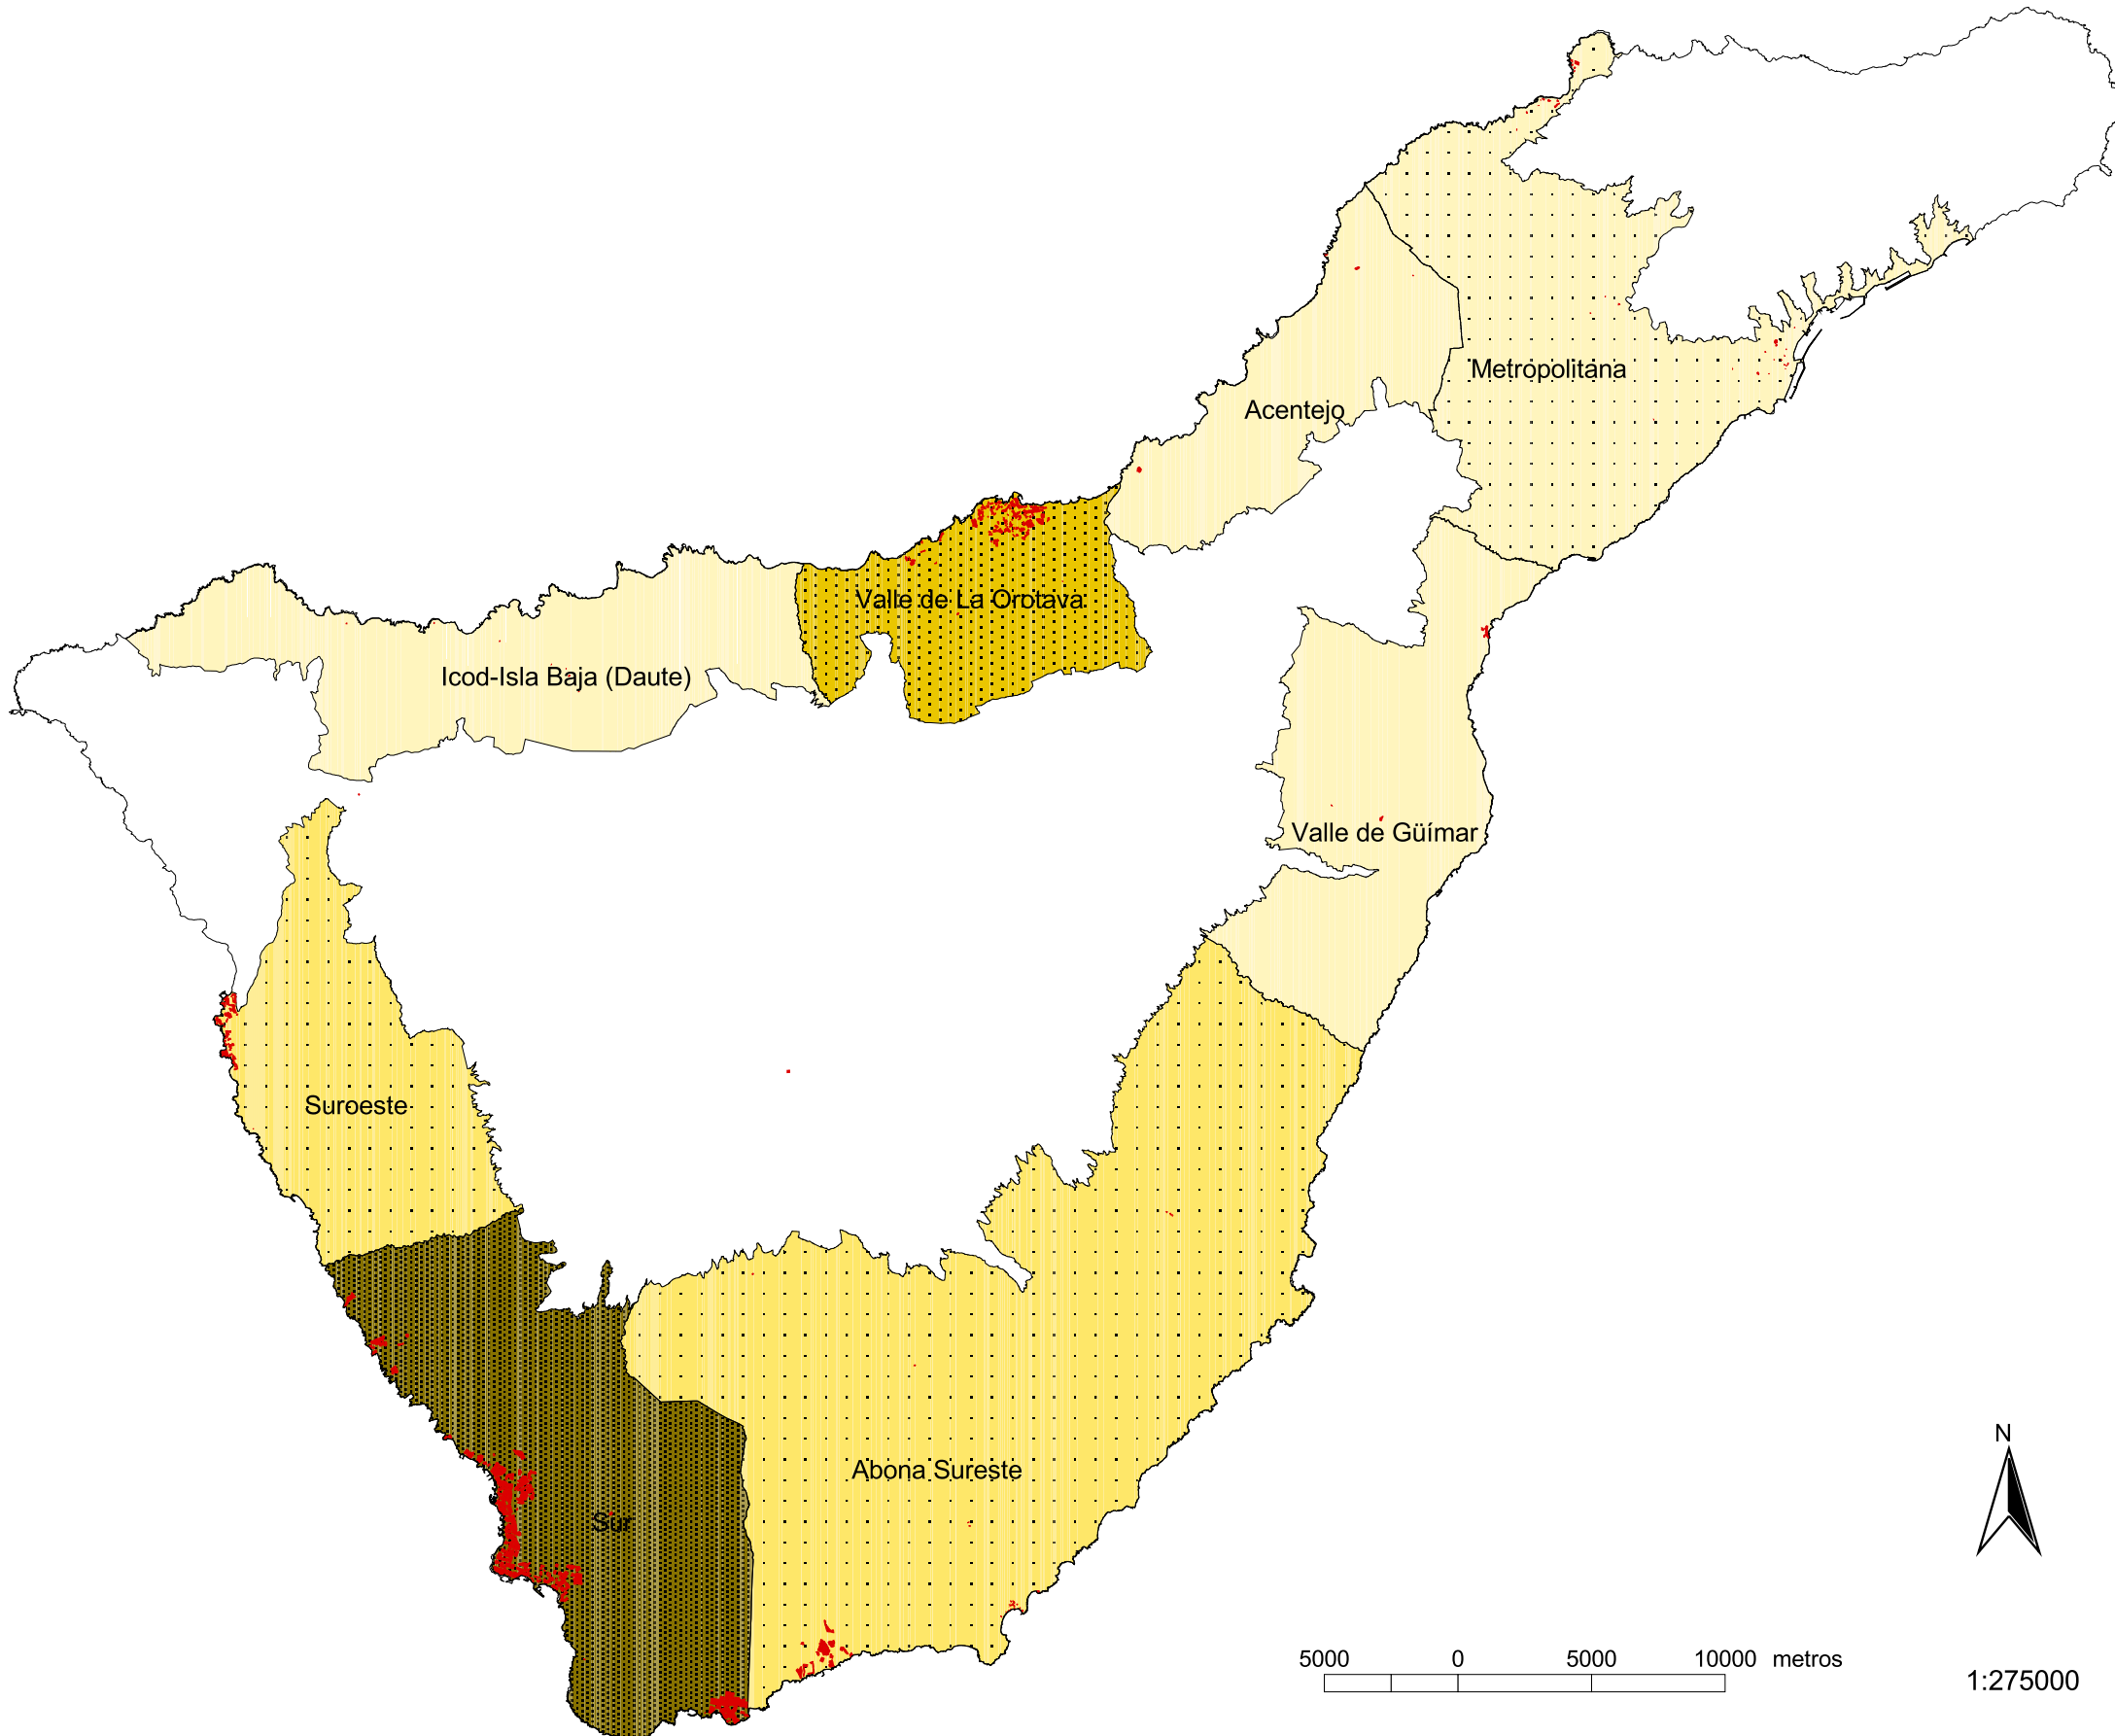 Metropolitana
Acentejo
Valle de La Orotava
Icod-Isla Baja (Daute)
Valle de Güímar
Suroeste
Abona Sureste
Sur
N
5000 0 5000 10000 metros
1:275000